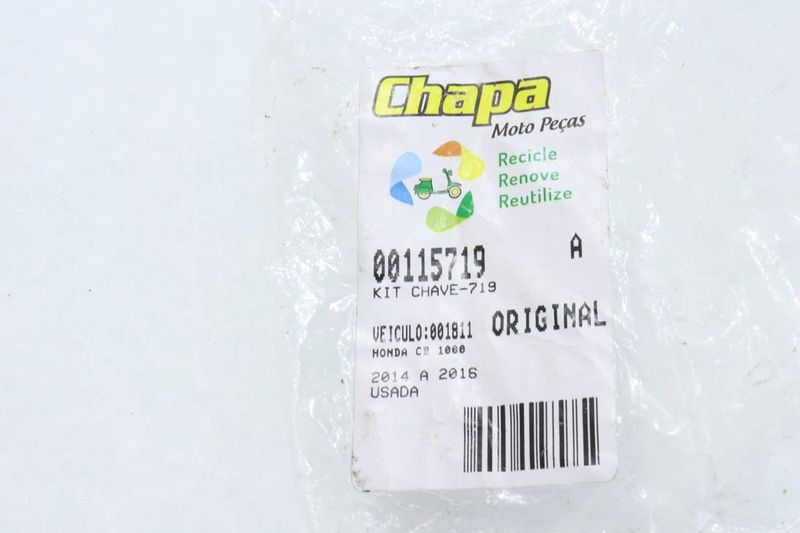 Chapa
Moto Peças
Recicle
Renove
Reutilize
00115719 A
KIT CHAVE-719
VEICULO:001811 ORIGINAL
HONDA CB 1000
2014 A 2016
USADA